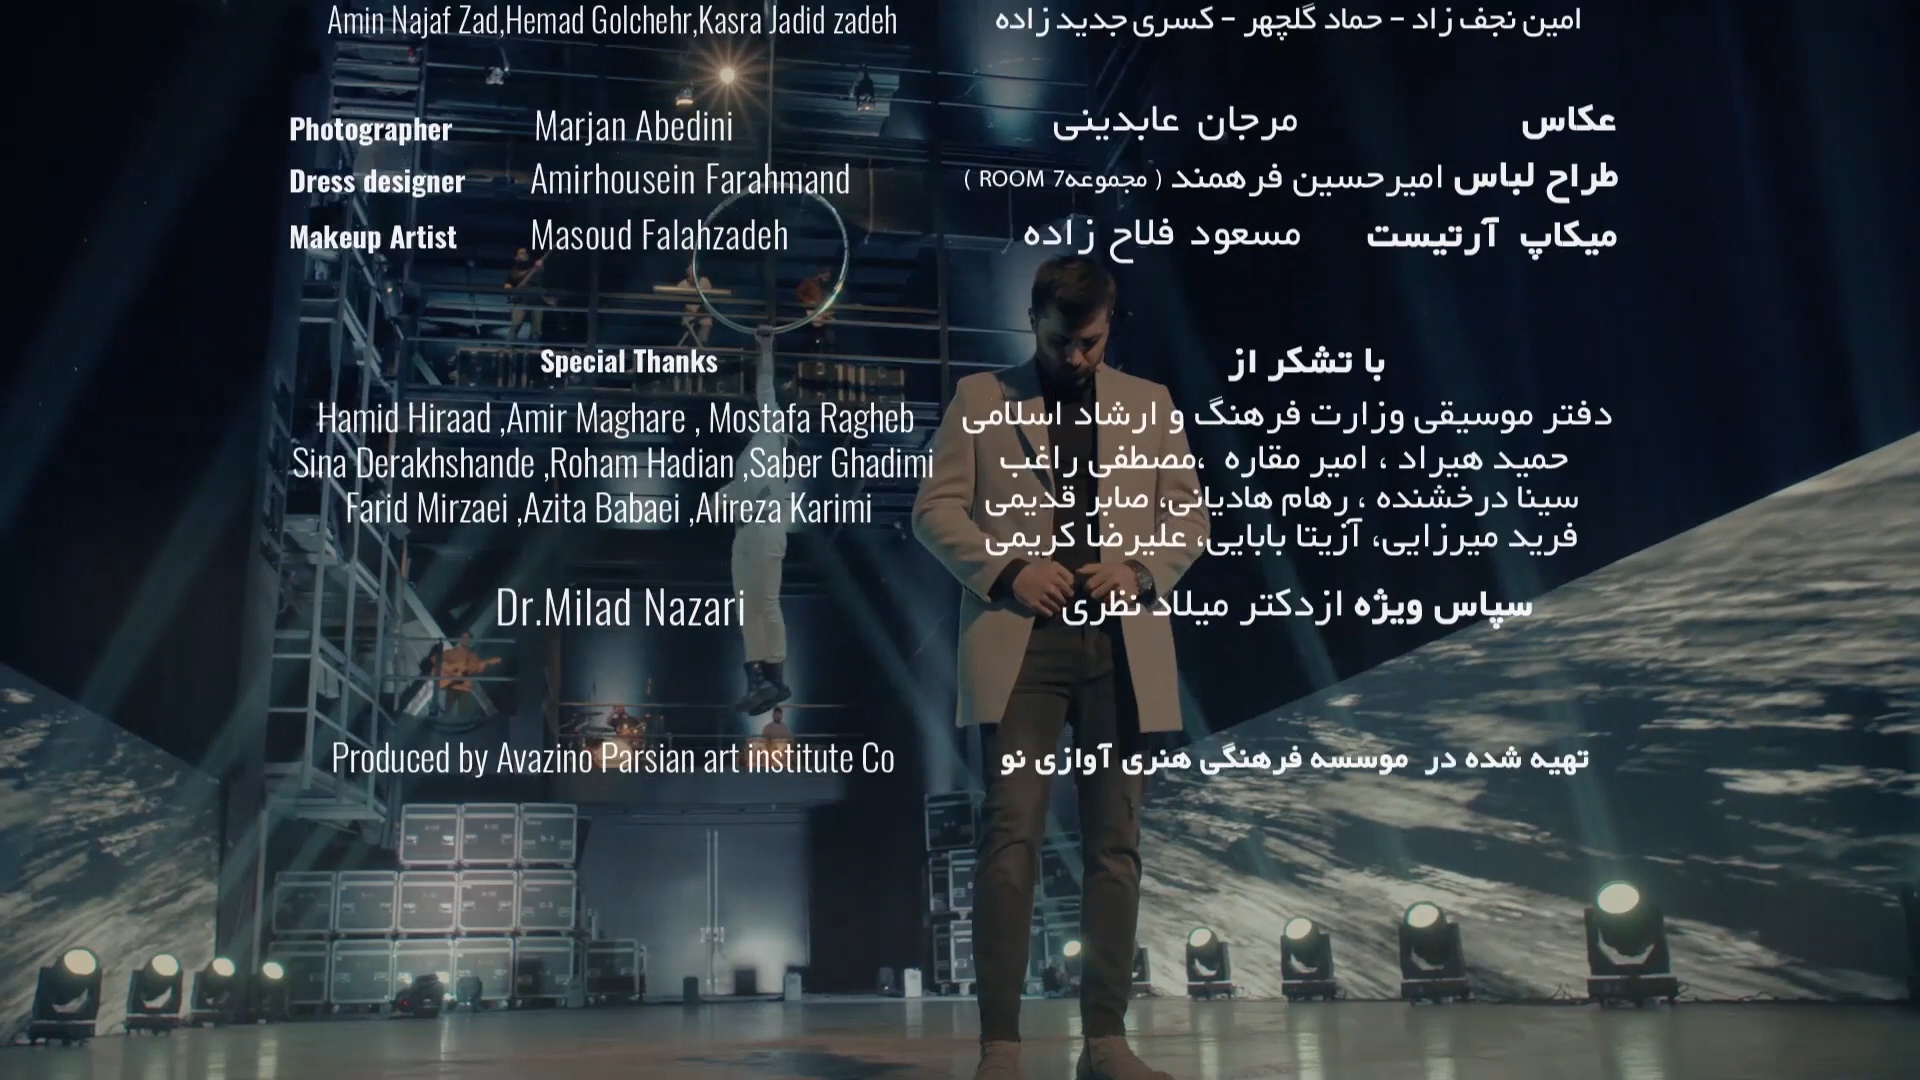 Amin Najaf Zad,Hemad Golchehr,Kasra Jadid zadeh
امین نجف زاد - حماد گلچهر - کسری جدید زاده
Photographer Marjan Abedini
عکاس مرجان عابدینی
Dress designer Amirhousein Farahmand
طراح لباس امیرحسین فرهمند ( مجموعه ROOM 7 )
Makeup Artist Masoud Falahzadeh
میکاپ آرتیست مسعود فلاح زاده
Special Thanks
با تشکر از
Hamid Hiraad ,Amir Maghare , Mostafa Ragheb
Sina Derakhshande ,Roham Hadian ,Saber Ghadimi
Farid Mirzaei ,Azita Babaei ,Alireza Karimi
دفتر موسیقی وزارت فرهنگ و ارشاد اسلامی
حمید هیراد ، امیر مقاره ،مصطفی راغب
سینا درخشنده ، رهام هادیانی، صابر قدیمی
فرید میرزایی، آزیتا بابایی، علیرضا کریمی
Dr.Milad Nazari
سپاس ویژه ازدکتر میلاد نظری
Produced by Avazino Parsian art institute Co
تهیه شده در موسسه فرهنگی هنری آوازی نو